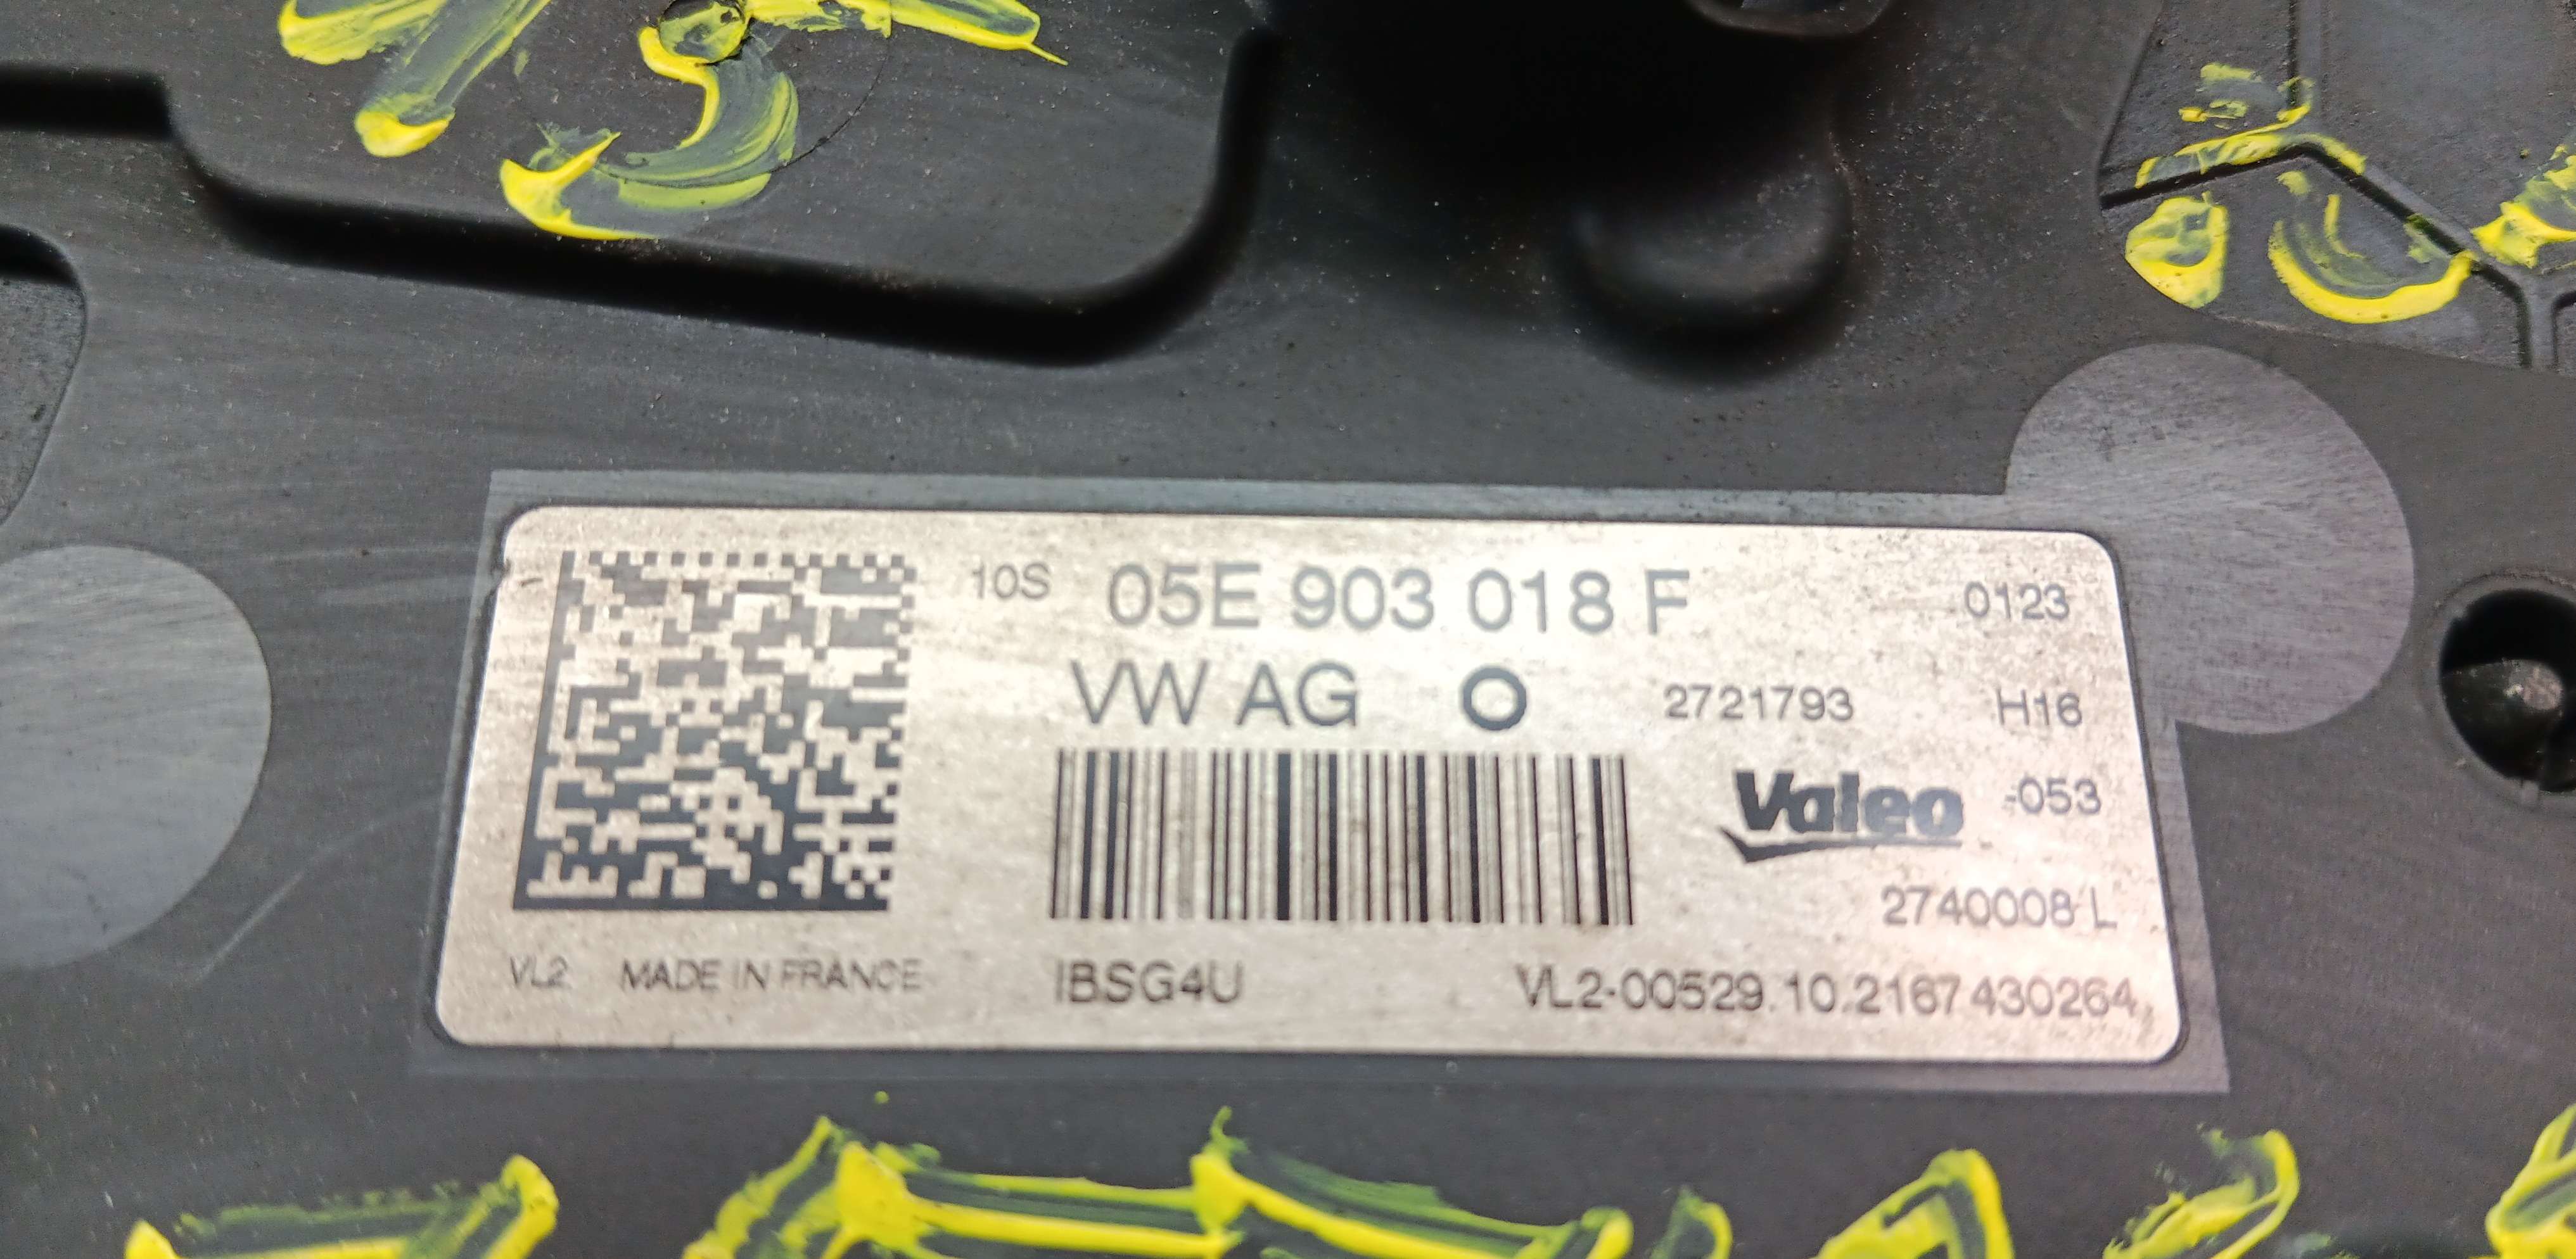 10S 05E 903 018 F 0123
VW AG 2721793 H16
Valeo -053
2740008 L
VL2 MADE IN FRANCE IBSG4U VL2-00529.10.2167430264